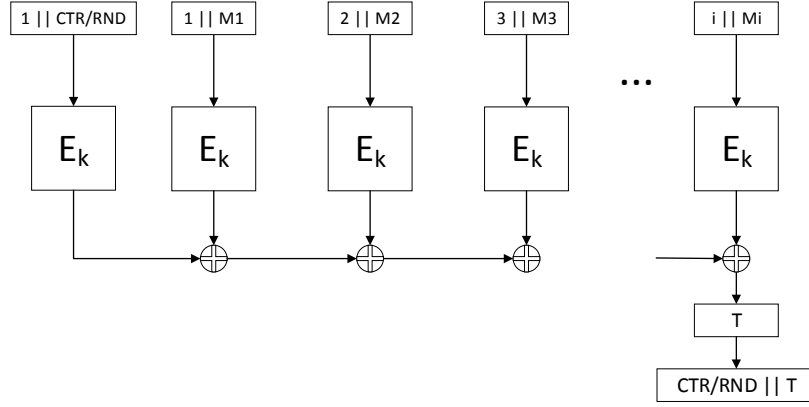 1 || CTR/RND
1 || M1
2 || M2
3 || M3
i || Mi
...
Ek
Ek
Ek
Ek
Ek
T
CTR/RND || T